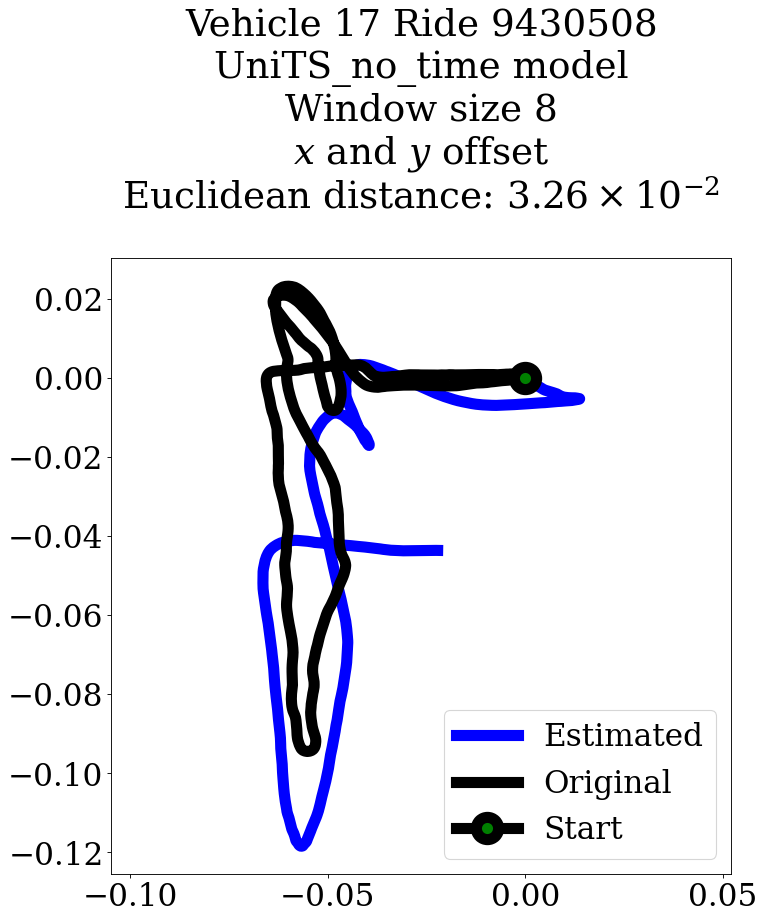 Vehicle 17 Ride 9430508
UniTS_no_time model
Window size 8
x and y offset
Euclidean distance: 3.26 × 10⁻²
0.02
0.00
−0.02
−0.04
−0.06
−0.08
−0.10
−0.12
Estimated
Original
Start
−0.10
−0.05
0.00
0.05